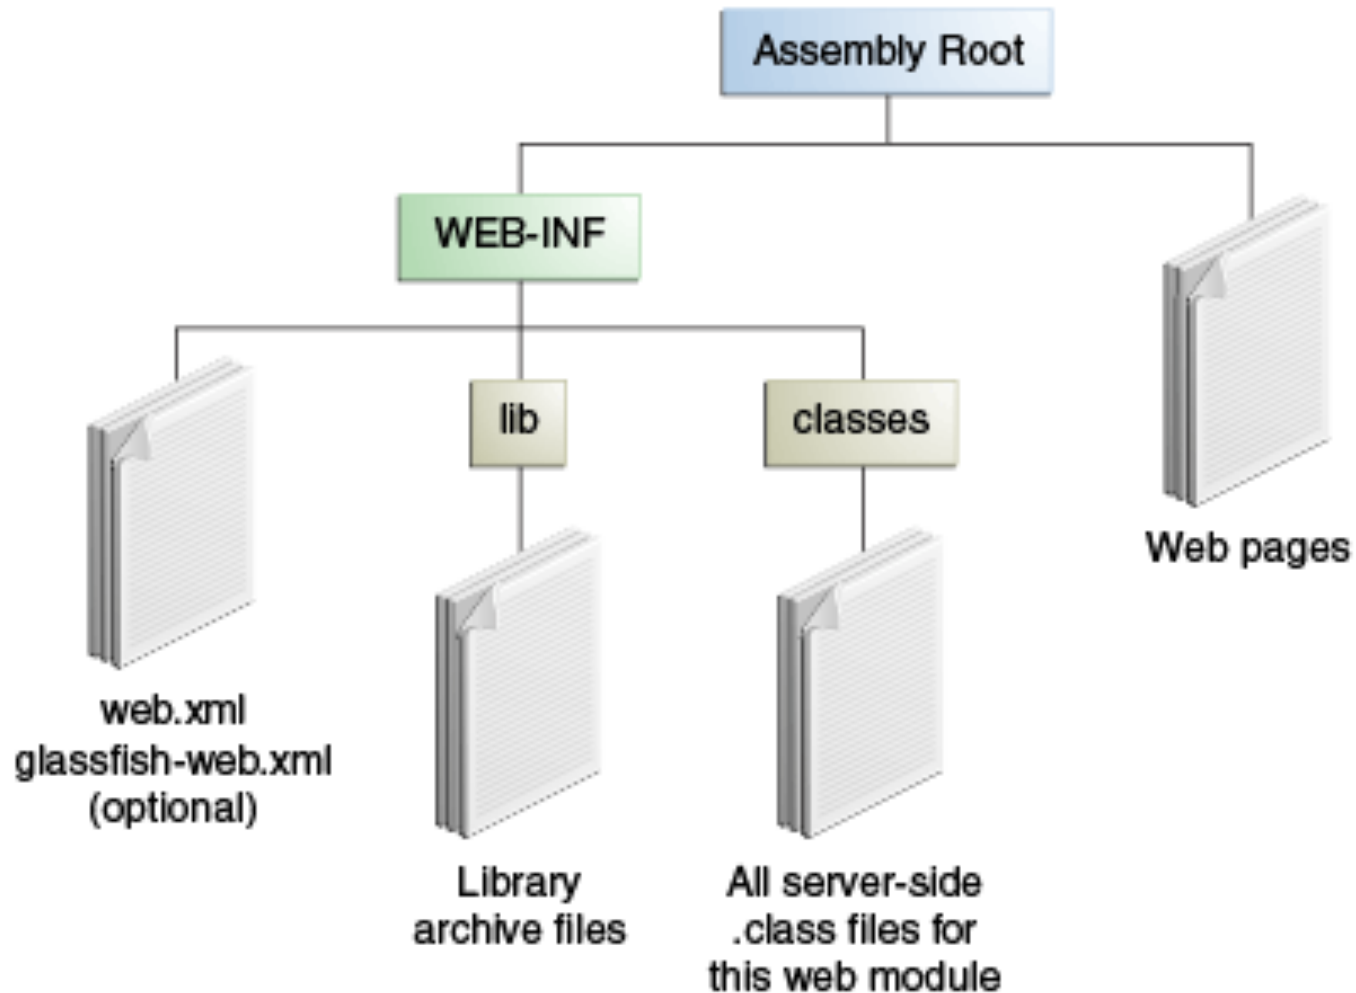 Assembly Root
WEB-INF
lib
classes
Web pages
web.xml
glassfish-web.xml
(optional)
Library
archive files
All server-side
.class files for
this web module